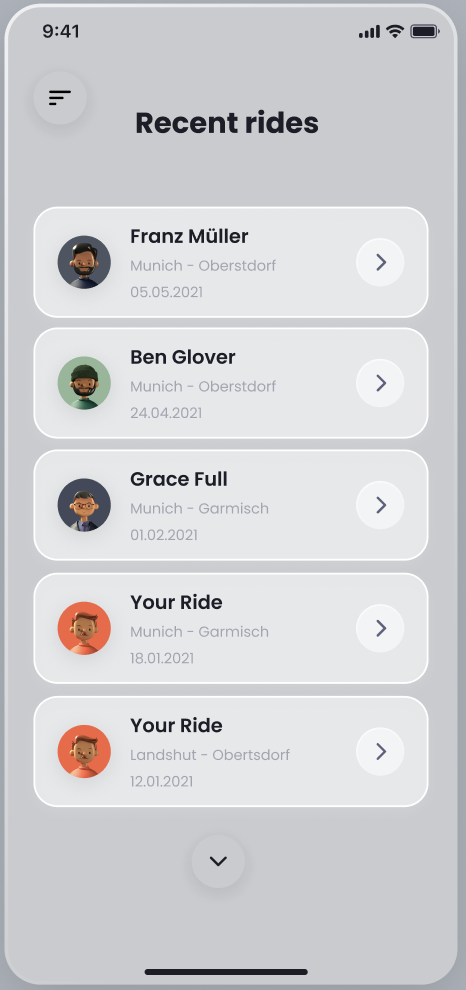 9:41
Recent rides
Franz Müller
Munich - Oberstdorf
05.05.2021
Ben Glover
Munich - Oberstdorf
24.04.2021
Grace Full
Munich - Garmisch
01.02.2021
Your Ride
Munich - Garmisch
18.01.2021
Your Ride
Landshut - Obertsdorf
12.01.2021